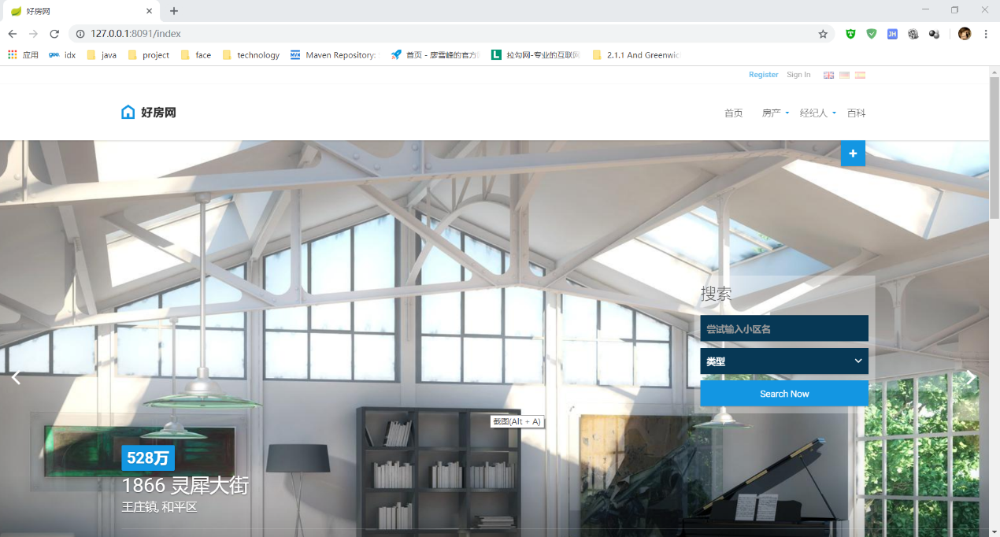 好房网
127.0.0.1:8091/index
应用 idx java project face technology Maven Repository: 首页 - 廖雪峰的官方 拉勾网-专业的互联网 2.1.1 And Greenwic
Register Sign In
好房网 首页 房产 经纪人 百科
+
搜索
尝试输入小区名
类型
Search Now
截图(Alt + A)
528万
1866 灵犀大街
王庄镇, 和平区